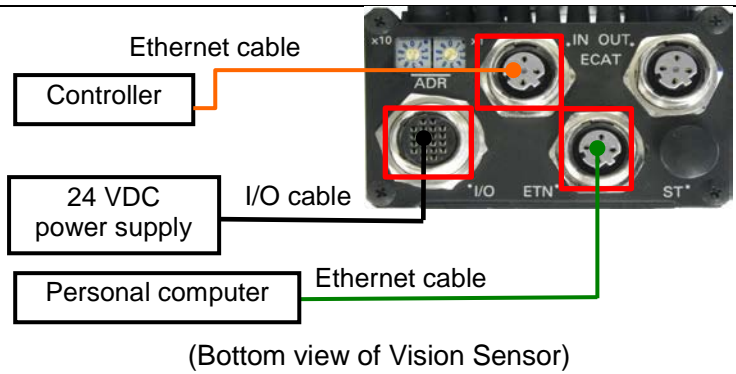 Ethernet cable
Controller
x10
x1
IN OUT
ECAT
ADR
24 VDC
power supply
I/O cable
I/O
ETN
ST
Personal computer
Ethernet cable
(Bottom view of Vision Sensor)